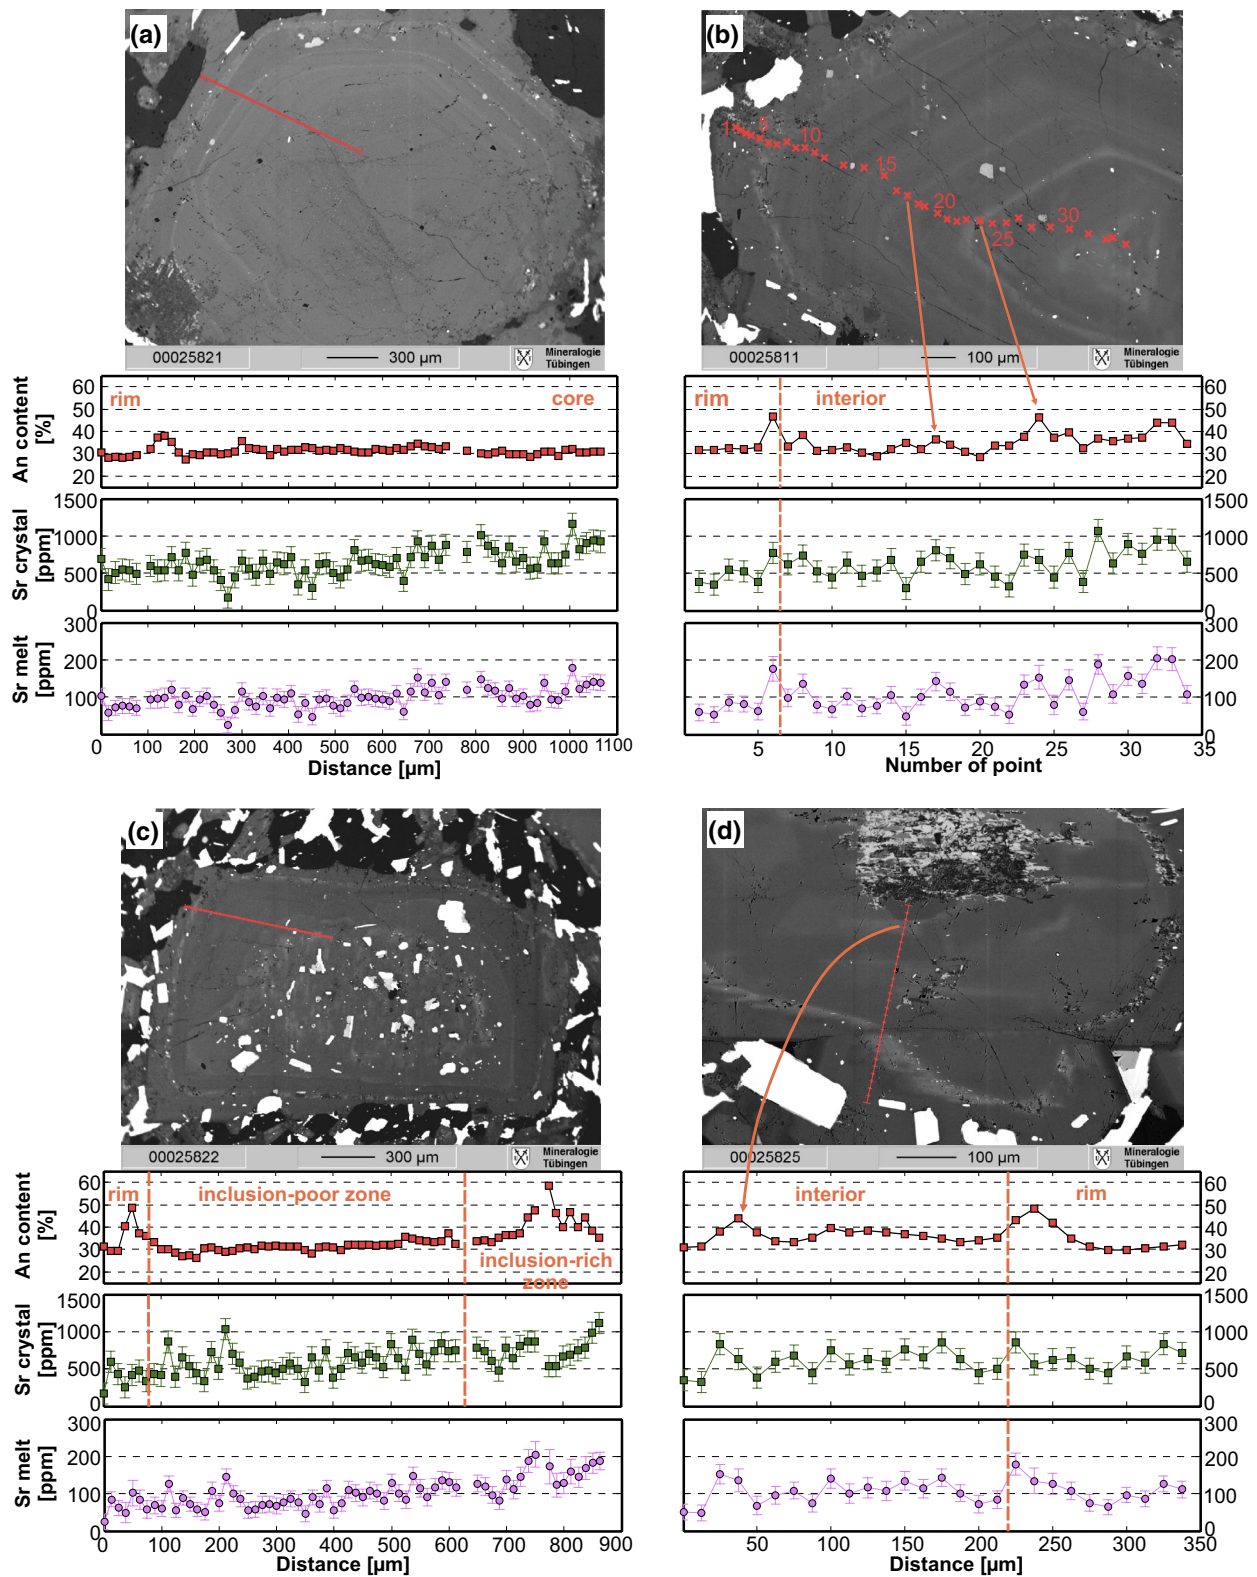 (a)
00025821
300 µm
Mineralogie
Tübingen
An content
[%]
60
50
40
30
20
rim
core
Sr crystal
[ppm]
1500
1000
500
0
Sr melt
[ppm]
300
200
100
0
0 100 200 300 400 500 600 700 800 900 1000 1100
Distance [µm]
(b)
1 5 10 15 20 25 30
00025811
100 µm
Mineralogie
Tübingen
rim
interior
60
50
40
30
20
1500
1000
500
0
300
200
100
0
5 10 15 20 25 30 35
Number of point
(c)
00025822
300 µm
Mineralogie
Tübingen
An content
[%]
60
50
40
30
20
rim
inclusion-poor zone
inclusion-rich
zone
Sr crystal
[ppm]
1500
1000
500
0
Sr melt
[ppm]
300
200
100
0
0 100 200 300 400 500 600 700 800 900
Distance [µm]
(d)
00025825
100 µm
Mineralogie
Tübingen
interior
rim
60
50
40
30
20
1500
1000
500
0
300
200
100
0
50 100 150 200 250 300 350
Distance [µm]